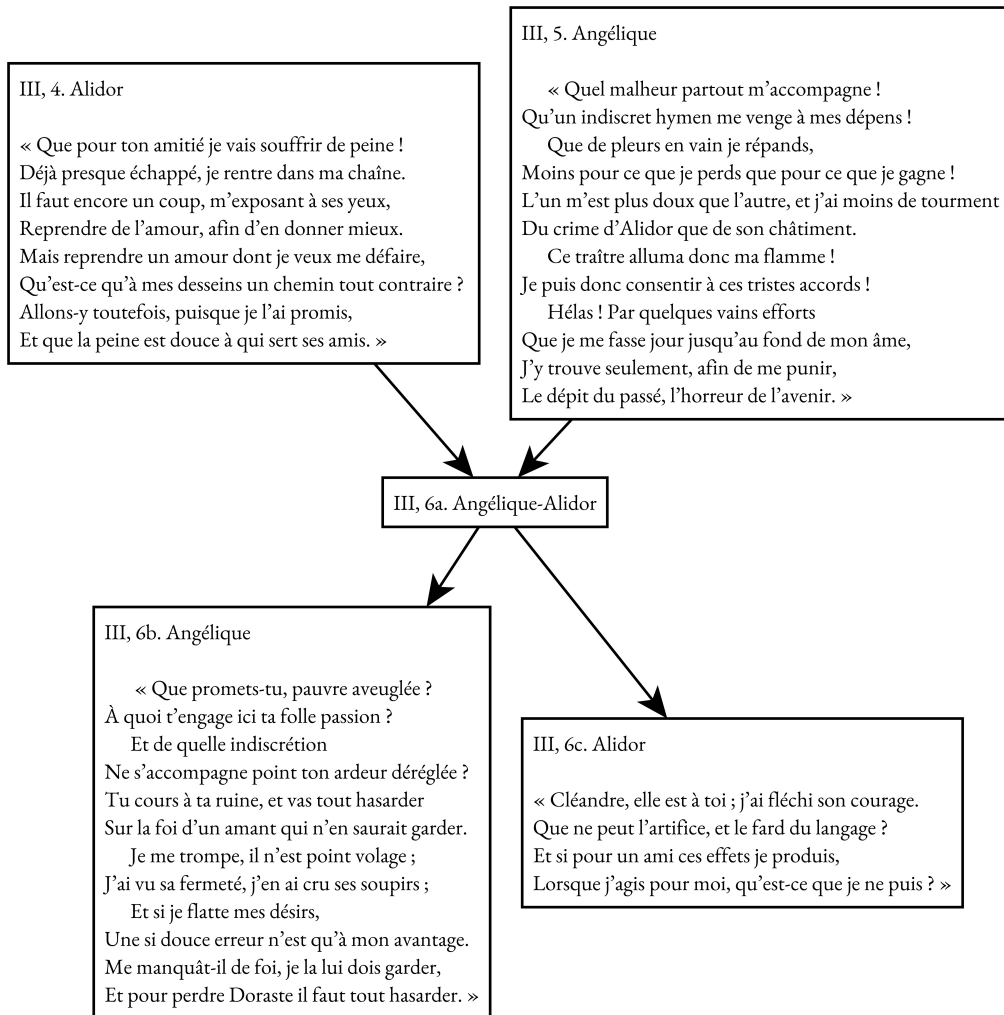 III, 4. Alidor
« Que pour ton amitié je vais souffrir de peine !
Déjà presque échappé, je rentre dans ma chaîne.
Il faut encore un coup, m’exposant à ses yeux,
Reprendre de l’amour, afin d’en donner mieux.
Mais reprendre un amour dont je veux me défaire,
Qu’est-ce qu’à mes desseins un chemin tout contraire ?
Allons-y toutefois, puisque je l’ai promis,
Et que la peine est douce à qui sert ses amis. »
III, 5. Angélique
« Quel malheur partout m’accompagne !
Qu’un indiscret hymen me venge à mes dépens !
Que de pleurs en vain je répands,
Moins pour ce que je perds que pour ce que je gagne !
L’un m’est plus doux que l’autre, et j’ai moins de tourment
Du crime d’Alidor que de son châtiment.
Ce traître alluma donc ma flamme !
Je puis donc consentir à ces tristes accords !
Hélas ! Par quelques vains efforts
Que je me fasse jour jusqu’au fond de mon âme,
J’y trouve seulement, afin de me punir,
Le dépit du passé, l’horreur de l’avenir. »
III, 6a. Angélique-Alidor
III, 6b. Angélique
« Que promets-tu, pauvre aveuglée ?
À quoi t’engage ici ta folle passion ?
Et de quelle indiscrétion
Ne s’accompagne point ton ardeur déréglée ?
Tu cours à ta ruine, et vas tout hasarder
Sur la foi d’un amant qui n’en saurait garder.
Je me trompe, il n’est point volage ;
J’ai vu sa fermeté, j’en ai cru ses soupirs ;
Et si je flatte mes désirs,
Une si douce erreur n’est qu’à mon avantage.
Me manquât-il de foi, je la lui dois garder,
Et pour perdre Doraste il faut tout hasarder. »
III, 6c. Alidor
« Cléandre, elle est à toi ; j’ai fléchi son courage.
Que ne peut l’artifice, et le fard du langage ?
Et si pour un ami ces effets je produis,
Lorsque j’agis pour moi, qu’est-ce que je ne puis ? »